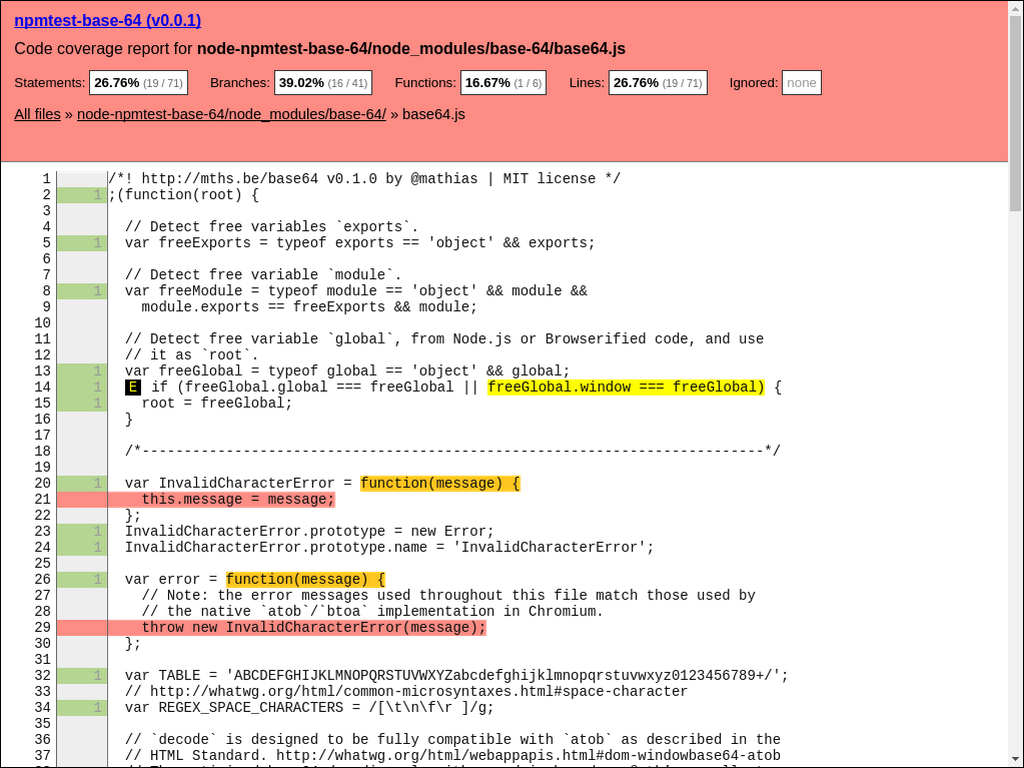 npmtest-base-64 (v0.0.1)
Code coverage report for node-npmtest-base-64/node_modules/base-64/base64.js
Statements: 26.76% (19 / 71) Branches: 39.02% (16 / 41) Functions: 16.67% (1 / 6) Lines: 26.76% (19 / 71) Ignored: none
All files » node-npmtest-base-64/node_modules/base-64/ » base64.js
1 /*! http://mths.be/base64 v0.1.0 by @mathias | MIT license */
2 1 ;(function(root) {
3
4 // Detect free variables `exports`.
5 1 var freeExports = typeof exports == 'object' && exports;
6
7 // Detect free variable `module`.
8 1 var freeModule = typeof module == 'object' && module &&
9 module.exports == freeExports && module;
10
11 // Detect free variable `global`, from Node.js or Browserified code, and use
12 // it as `root`.
13 1 var freeGlobal = typeof global == 'object' && global;
14 1 E if (freeGlobal.global === freeGlobal || freeGlobal.window === freeGlobal) {
15 1 root = freeGlobal;
16 }
17
18 /*--------------------------------------------------------------------------*/
19
20 1 var InvalidCharacterError = function(message) {
21 this.message = message;
22 };
23 1 InvalidCharacterError.prototype = new Error;
24 1 InvalidCharacterError.prototype.name = 'InvalidCharacterError';
25
26 1 var error = function(message) {
27 // Note: the error messages used throughout this file match those used by
28 // the native `atob`/`btoa` implementation in Chromium.
29 throw new InvalidCharacterError(message);
30 };
31
32 1 var TABLE = 'ABCDEFGHIJKLMNOPQRSTUVWXYZabcdefghijklmnopqrstuvwxyz0123456789+/';
33 // http://whatwg.org/html/common-microsyntaxes.html#space-character
34 1 var REGEX_SPACE_CHARACTERS = /[\t\n\f\r ]/g;
35
36 // `decode` is designed to be fully compatible with `atob` as described in the
37 // HTML Standard. http://whatwg.org/html/webappapis.html#dom-windowbase64-atob